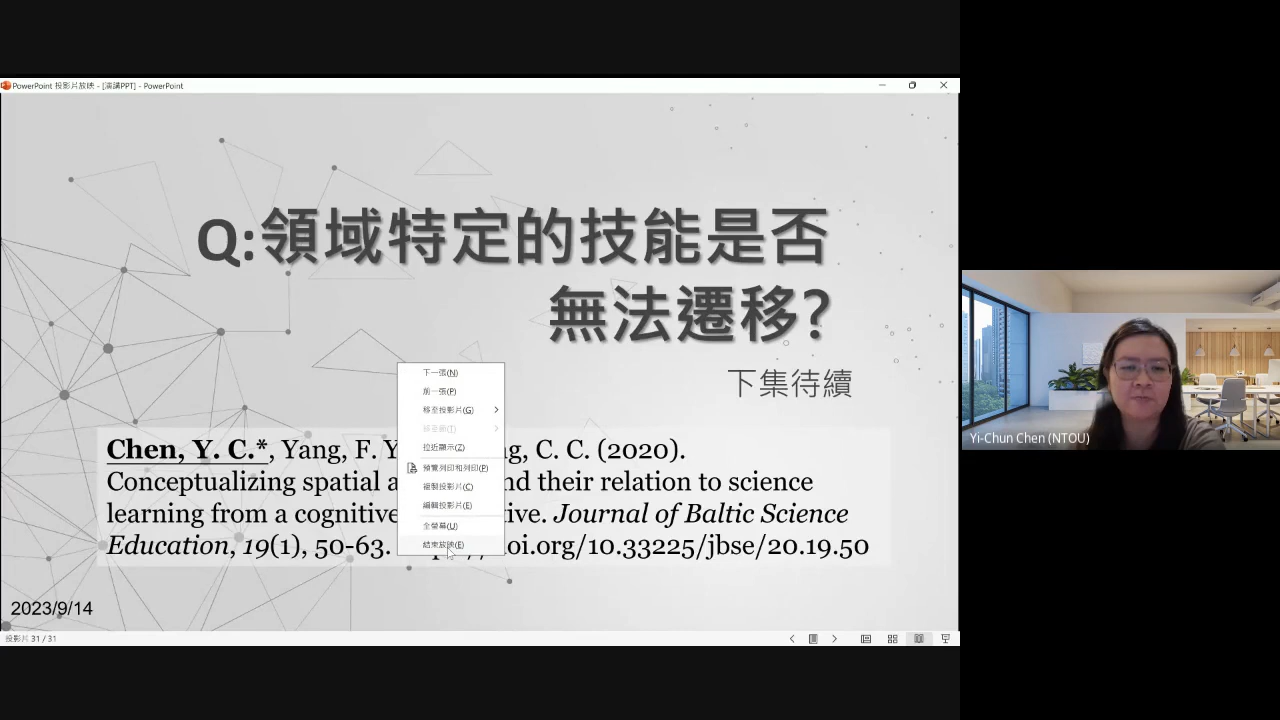 PowerPoint 投影片放映 - [演講PPT] - PowerPoint
Q:領域特定的技能是否
無法遷移?
下集待續
下一張(N)
前一張(P)
移至投影片(G)
拉近顯示(Z)
預覽列印和列印(P)
複製投影片(C)
編輯投影片(E)
全螢幕(U)
結束放映(E)
Chen, Y. C.*, Yang, F. Y g, C. C. (2020).
Conceptualizing spatial a nd their relation to science
learning from a cognitive ive. Journal of Baltic Science
Education, 19(1), 50-63. oi.org/10.33225/jbse/20.19.50
2023/9/14
投影片 31 / 31
Yi-Chun Chen (NTOU)